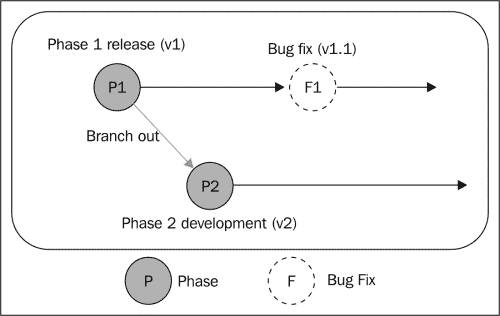 Phase 1 release (v1)
Bug fix (v1.1)
P1
F1
Branch out
P2
Phase 2 development (v2)
P
Phase
F
Bug Fix